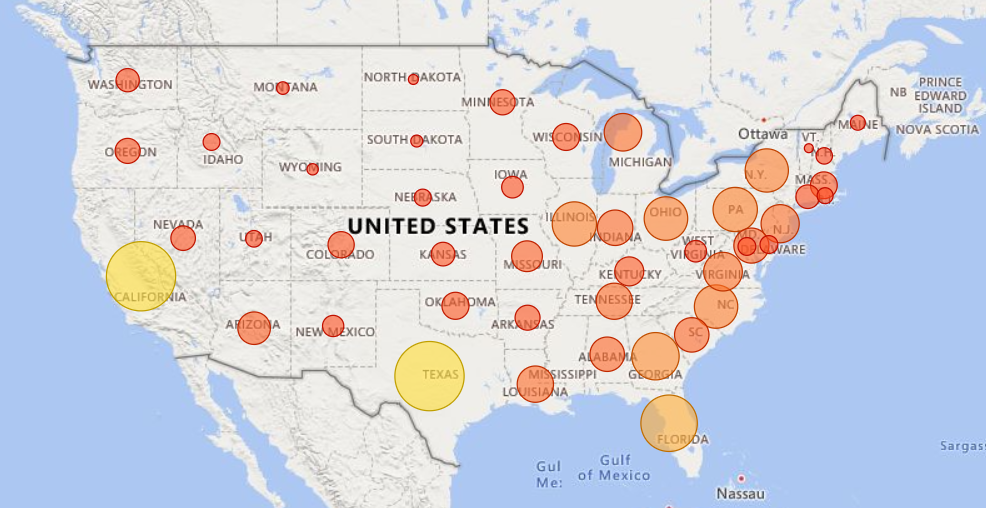 NB
PRINCE
EDWARD
ISLAND
NOVA SCOTIA
WASHINGTON
MONTANA
NORTH DAKOTA
MINNESOTA
Ottawa
VT.
MAINE
OREGON
IDAHO
SOUTH DAKOTA
WISCONSIN
MICHIGAN
N.H.
WYOMING
IOWA
N.Y.
MASS.
NEBRASKA
NEVADA
UTAH
UNITED STATES
ILLINOIS
INDIANA
OHIO
PA
N.J.
COLORADO
KANSAS
MISSOURI
WEST
VIRGINIA
MD.
DELAWARE
CALIFORNIA
KENTUCKY
VIRGINIA
OKLAHOMA
TENNESSEE
NC
ARIZONA
NEW MEXICO
ARKANSAS
SC
ALABAMA
TEXAS
MISSISSIPPI
GEORGIA
LOUISIANA
FLORIDA
Gul
Me:
Gulf
of Mexico
Sargas
Nassau